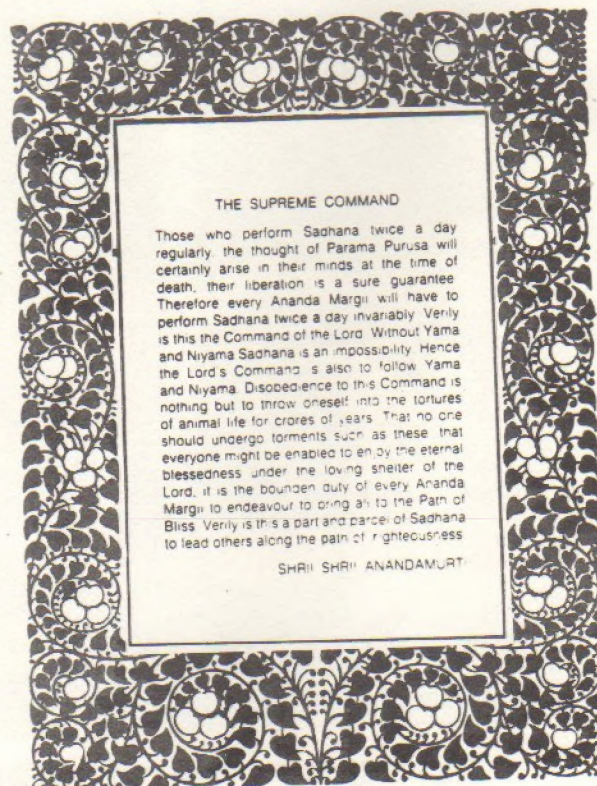 THE SUPREME COMMAND
Those who perform Sadhana twice a day
regularly, the thought of Parama Purusa will
certainly arise in their minds at the time of
death, their liberation is a sure guarantee
Therefore every Ananda Margii will have to
perform Sadhana twice a day invariably Verily
is this the Command of the Lord Without Yama
and Niyama Sadhana is an impossibility. Hence
the Lord's Command is also to follow Yama
and Niyama Disobedience to this Command is
nothing but to throw oneself into the tortures
of animal life for crores of years That no one
should undergo torments such as these that
everyone might be enabled to enjoy the eternal
blessedness under the loving shelter of the
Lord, it is the bounden duty of every Ananda
Margii to endeavour to bring all to the Path of
Bliss Verily is this a part and parcel of Sadhana
to lead others along the path of righteousness
SHRII SHRII ANANDAMURTI